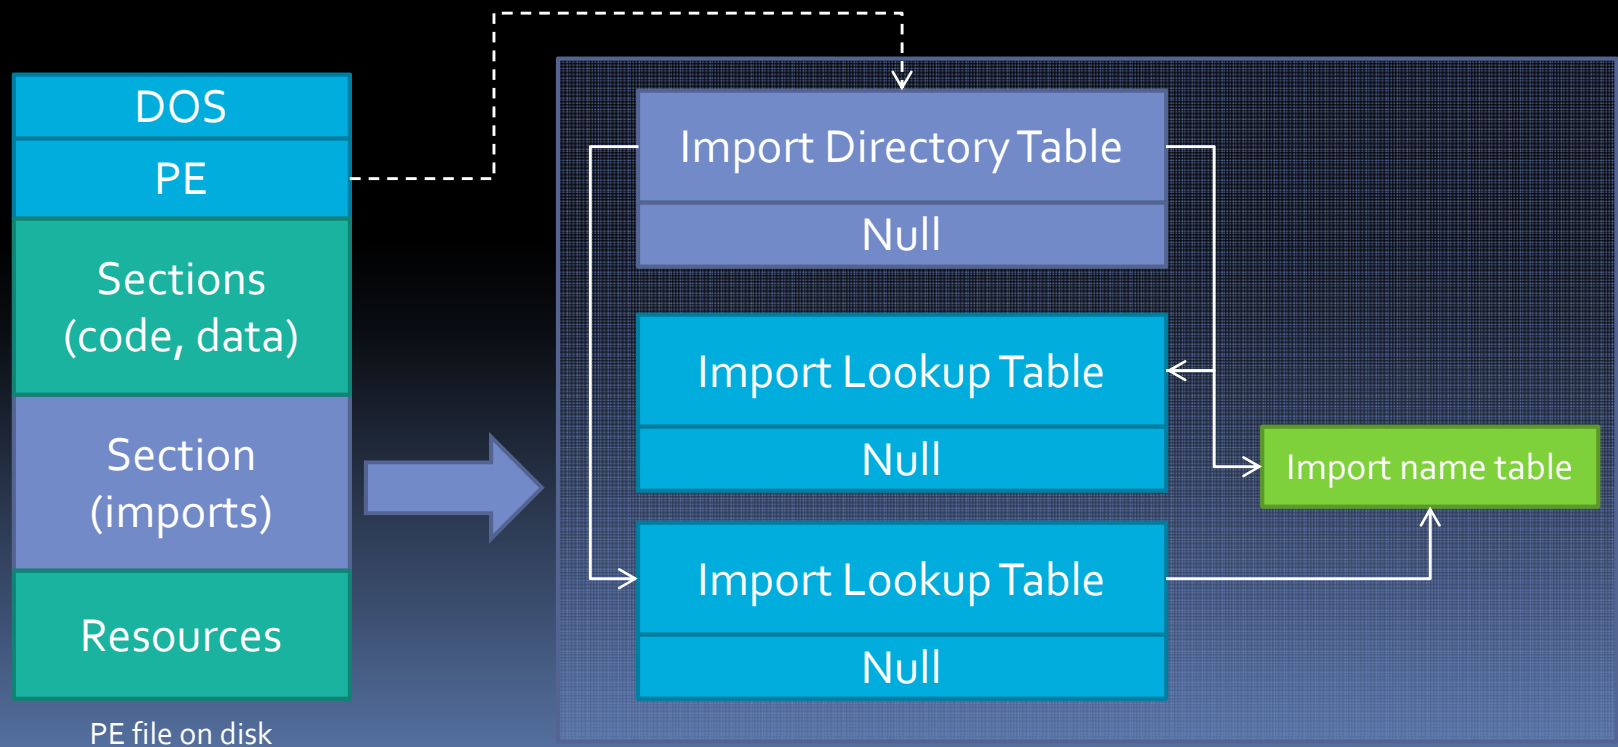 DOS
PE
Sections
(code, data)
Section
(imports)
Resources
PE file on disk
Import Directory Table
Null
Import Lookup Table
Null
Import Lookup Table
Null
Import name table